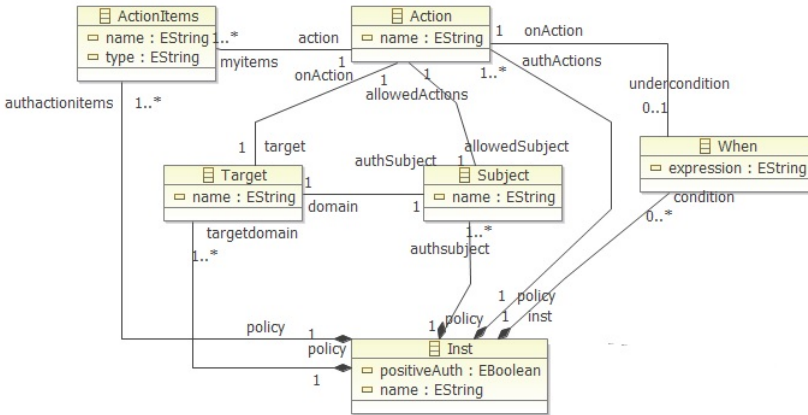 ActionItems
name : EString
type : EString
1..*
myitems
action
1
Action
name : EString
1
onAction
authActions
1..*
onAction
1
1
allowedActions
undercondition
0..1
authactionitems
1..*
1
target
authSubject
1
allowedSubject
When
expression : EString
Target
name : EString
1
domain
1
Subject
name : EString
condition
0..*
targetdomain
1..*
1..*
authsubject
policy
1
policy
1
1
policy
1
policy
1
inst
Inst
positiveAuth : EBoolean
name : EString